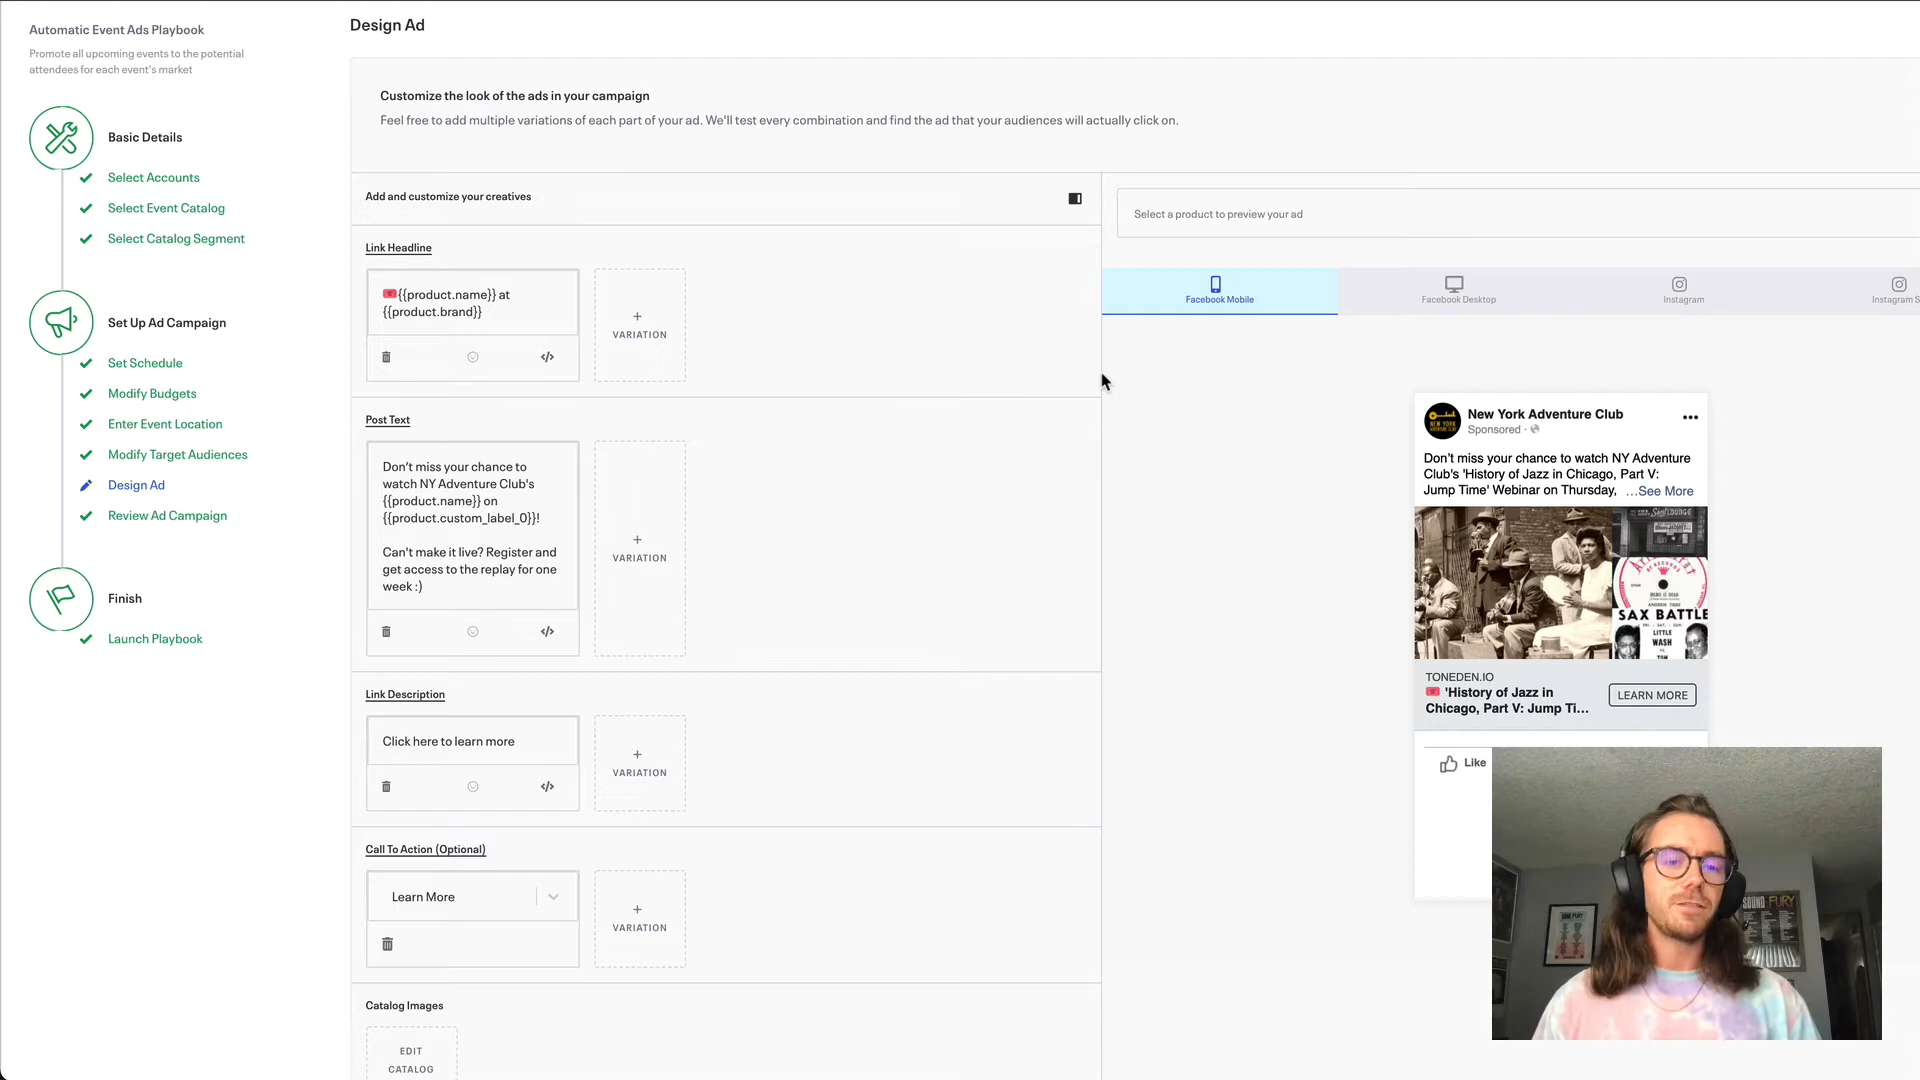 Automatic Event Ads Playbook
Promote all upcoming events to the potential
attendees for each event's market
Basic Details
Select Accounts
Select Event Catalog
Select Catalog Segment
Set Up Ad Campaign
Set Schedule
Modify Budgets
Enter Event Location
Modify Target Audiences
Design Ad
Review Ad Campaign
Finish
Launch Playbook
Design Ad
Customize the look of the ads in your campaign
Feel free to add multiple variations of each part of your ad. We'll test every combination and find the ad that your audiences will actually click on.
Add and customize your creatives
Link Headline
{{product.name}} at
{{product.brand}}
+
VARIATION
Post Text
Don't miss your chance to
watch NY Adventure Club's
{{product.name}} on
{{product.custom_label_0}}!
Can't make it live? Register and
get access to the replay for one
week :)
+
VARIATION
Link Description
Click here to learn more
+
VARIATION
Call To Action (Optional)
Learn More
+
VARIATION
Catalog Images
EDIT
CATALOG
Select a product to preview your ad
Facebook Mobile
Facebook Desktop
Instagram
Instagram S
New York Adventure Club
Sponsored ·
Don't miss your chance to watch NY Adventure
Club's 'History of Jazz in Chicago, Part V:
Jump Time' Webinar on Thursday, ...See More
SAX BATTLE
LITTLE
WASH
VS.
TOM
TONEDEN.IO
'History of Jazz in
Chicago, Part V: Jump Ti...
LEARN MORE
Like
SOUND FURY